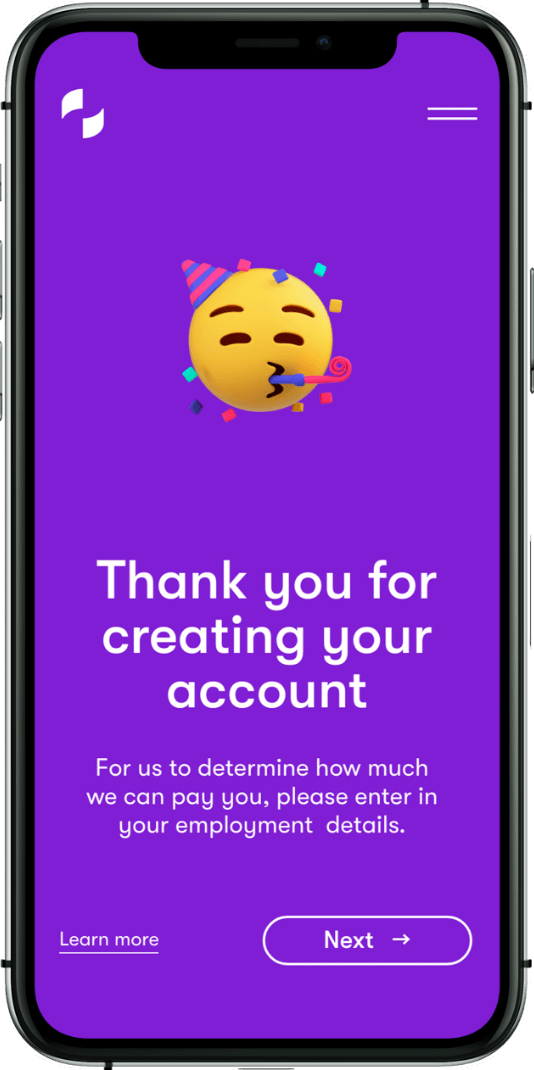 Thank you for
creating your
account
For us to determine how much
we can pay you, please enter in
your employment  details.
Learn more
Next →